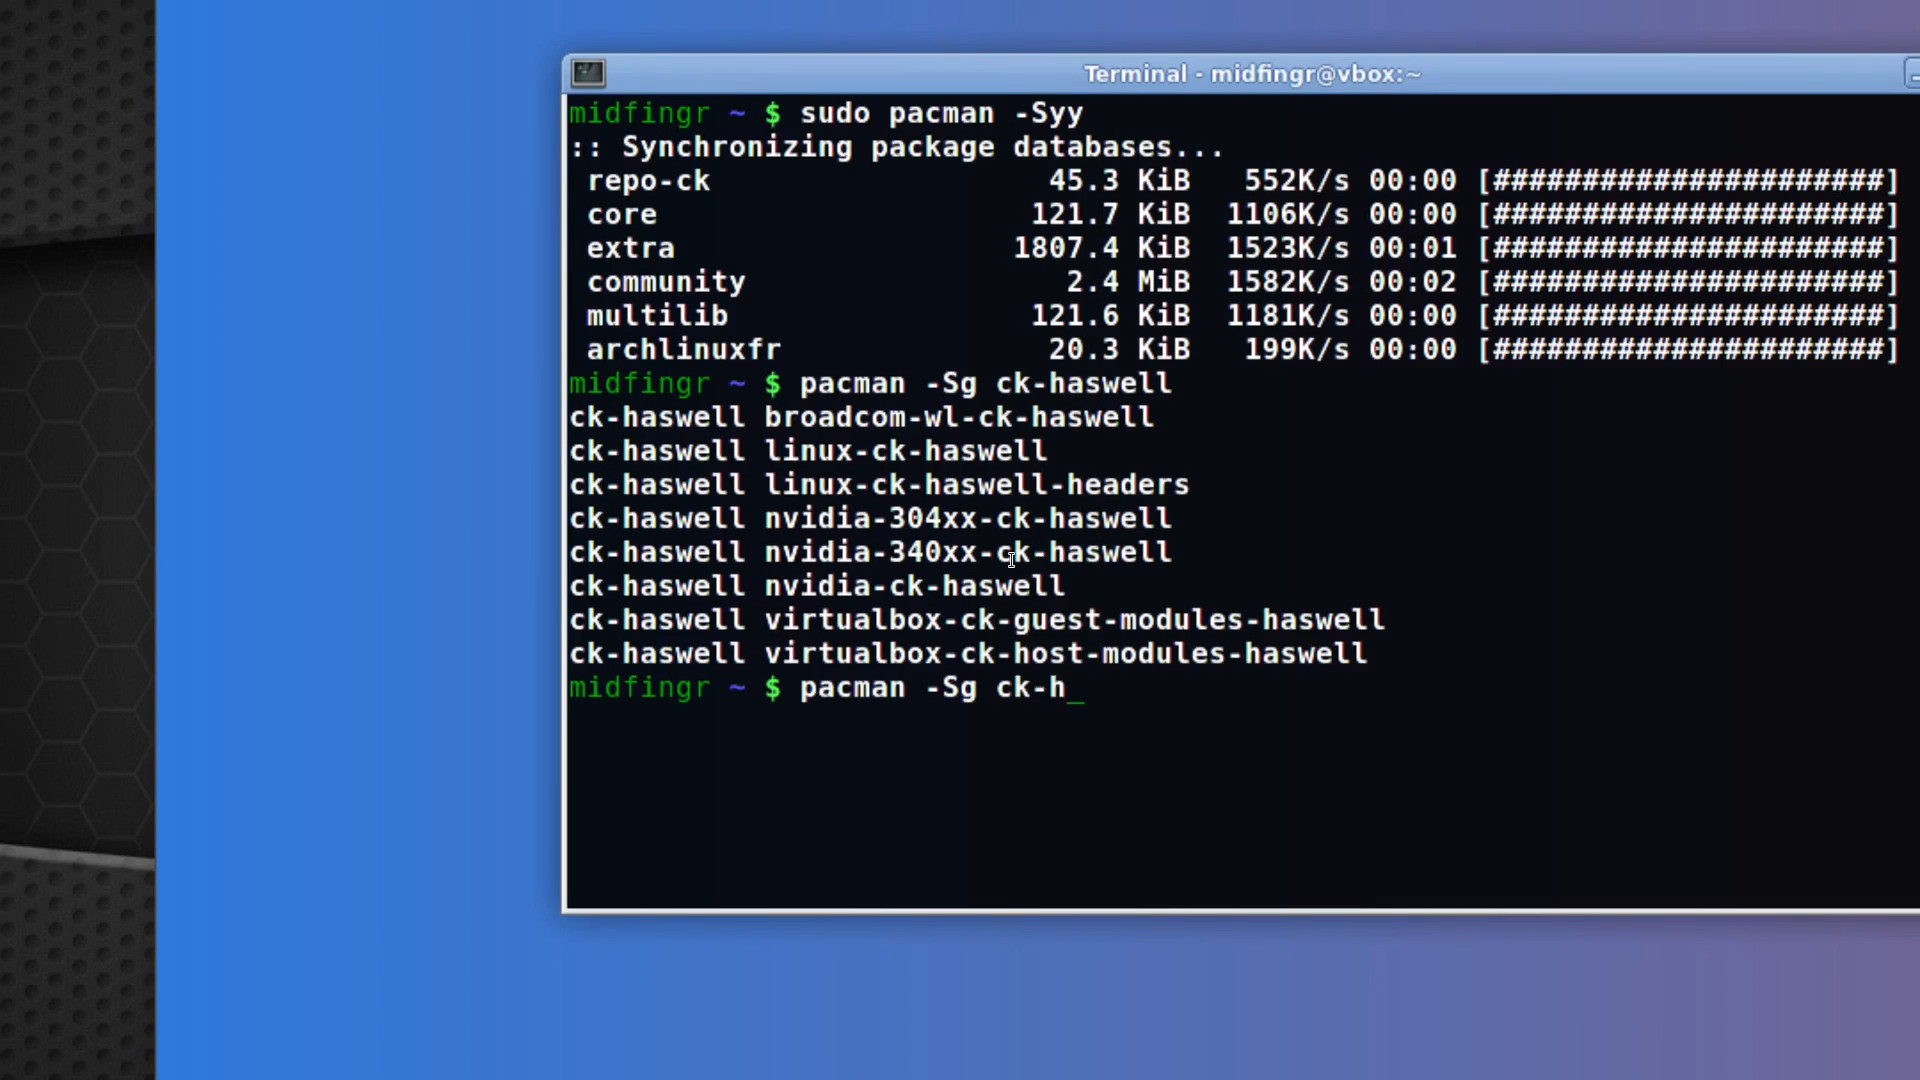 Terminal - midfingr@vbox:~
midfingr ~ $ sudo pacman -Syy
:: Synchronizing package databases...
repo-ck 45.3 KiB 552K/s 00:00 [######################]
core 121.7 KiB 1106K/s 00:00 [######################]
extra 1807.4 KiB 1523K/s 00:01 [######################]
community 2.4 MiB 1582K/s 00:02 [######################]
multilib 121.6 KiB 1181K/s 00:00 [######################]
archlinuxfr 20.3 KiB 199K/s 00:00 [######################]
midfingr ~ $ pacman -Sg ck-haswell
ck-haswell broadcom-wl-ck-haswell
ck-haswell linux-ck-haswell
ck-haswell linux-ck-haswell-headers
ck-haswell nvidia-304xx-ck-haswell
ck-haswell nvidia-340xx-ck-haswell
ck-haswell nvidia-ck-haswell
ck-haswell virtualbox-ck-guest-modules-haswell
ck-haswell virtualbox-ck-host-modules-haswell
midfingr ~ $ pacman -Sg ck-h_